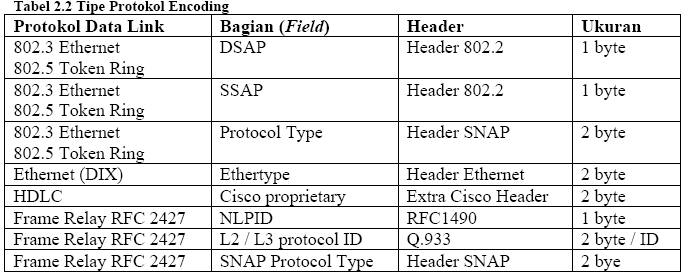 Tabel 2.2 Tipe Protokol Encoding
Protokol Data Link Bagian (Field) Header Ukuran
802.3 Ethernet DSAP Header 802.2 1 byte
802.5 Token Ring
802.3 Ethernet SSAP Header 802.2 1 byte
802.5 Token Ring
802.3 Ethernet Protocol Type Header SNAP 2 byte
802.5 Token Ring
Ethernet (DIX) Ethertype Header Ethernet 2 byte
HDLC Cisco proprietary Extra Cisco Header 2 byte
Frame Relay RFC 2427 NLPID RFC1490 1 byte
Frame Relay RFC 2427 L2 / L3 protocol ID Q.933 2 byte / ID
Frame Relay RFC 2427 SNAP Protocol Type Header SNAP 2 bye